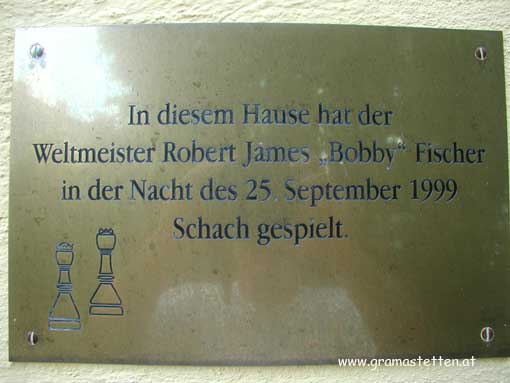 In diesem Hause hat der
Weltmeister Robert James „Bobby“ Fischer
in der Nacht des 25. September 1999
Schach gespielt.
www.gramastetten.at